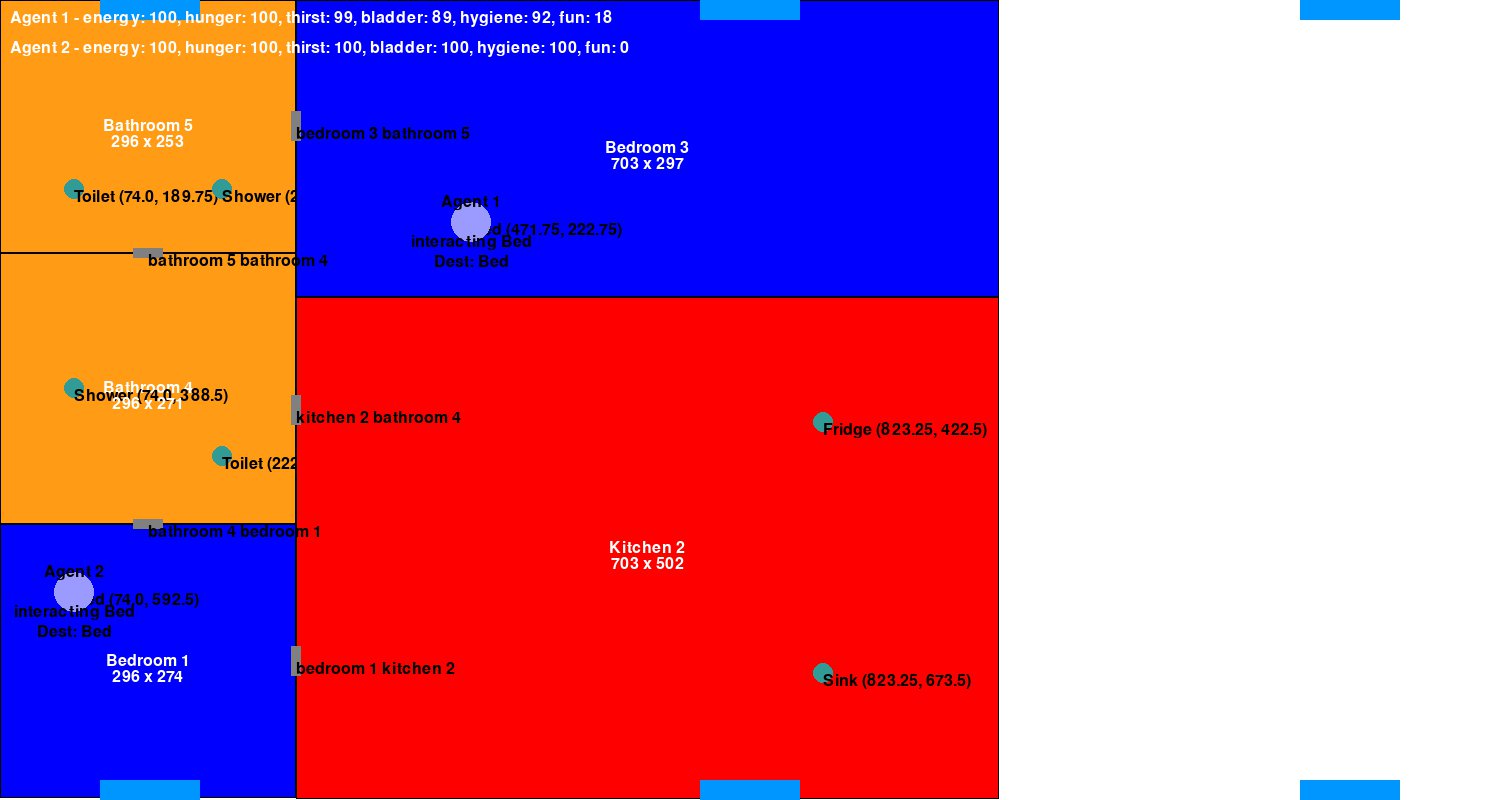 Agent 1 - energy: 100, hunger: 100, thirst: 99, bladder: 89, hygiene: 92, fun: 18
Agent 2 - energy: 100, hunger: 100, thirst: 100, bladder: 100, hygiene: 100, fun: 0
Bathroom 5
296 x 253
bedroom 3 bathroom 5
Bedroom 3
703 x 297
Toilet (74.0, 189.75)
Shower (2
Agent 1
d (471.75, 222.75)
interacting Bed
Dest: Bed
bathroom 5 bathroom 4
Bathroom 4
296 x 271
Shower (74.0, 388.5)
kitchen 2 bathroom 4
Fridge (823.25, 422.5)
Toilet (222
bathroom 4 bedroom 1
Kitchen 2
703 x 502
Agent 2
d (74.0, 592.5)
interacting Bed
Dest: Bed
Bedroom 1
296 x 274
bedroom 1 kitchen 2
Sink (823.25, 673.5)